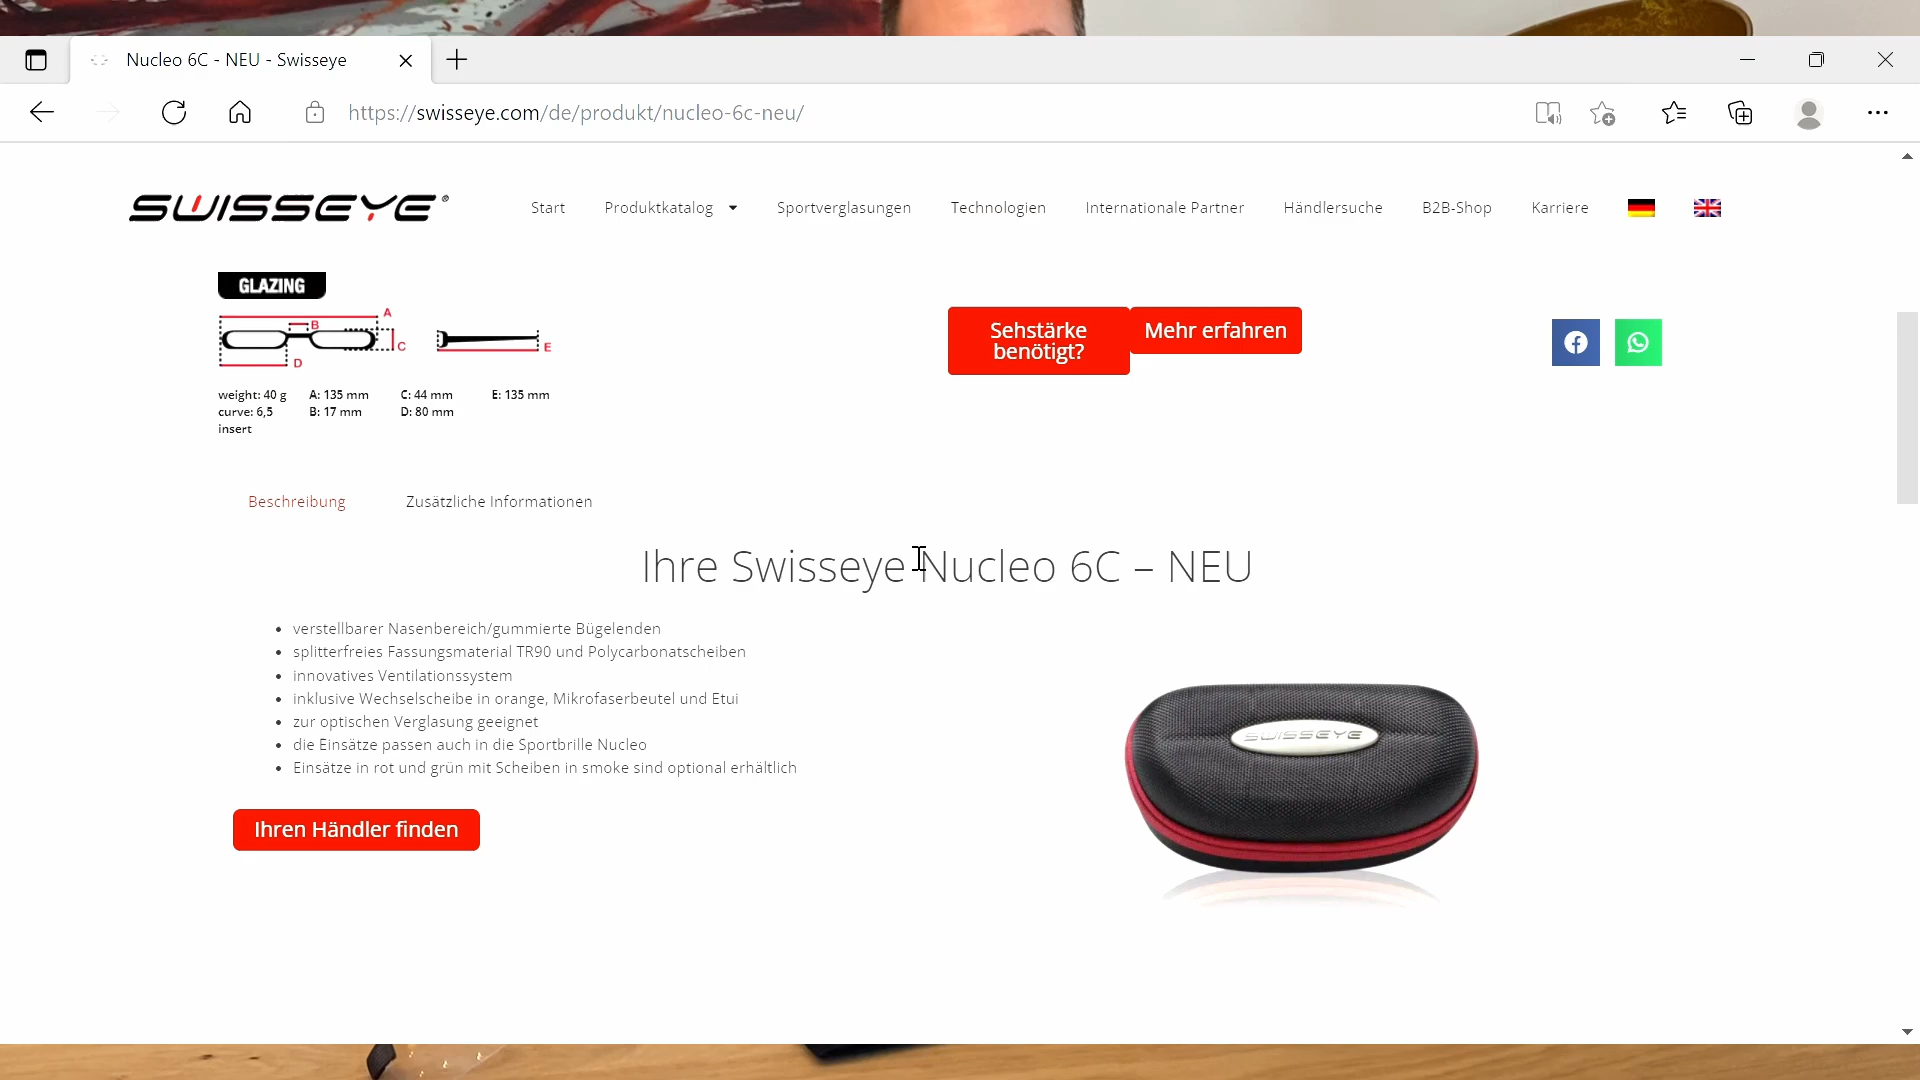 Nucleo 6C - NEU - Swisseye
https://swisseye.com/de/produkt/nucleo-6c-neu/
SWISSEYE®
Start
Produktkatalog
Sportverglasungen
Technologien
Internationale Partner
Händlersuche
B2B-Shop
Karriere
GLAZING
A
B
C
D
E
weight: 40 g A: 135 mm C: 44 mm E: 135 mm
curve: 6,5 B: 17 mm D: 80 mm
insert
Sehstärke
benötigt?
Mehr erfahren
Beschreibung
Zusätzliche Informationen
Ihre Swisseye Nucleo 6C – NEU
• verstellbarer Nasenbereich/gummierte Bügelenden
• splitterfreies Fassungsmaterial TR90 und Polycarbonatscheiben
• innovatives Ventilationssystem
• inklusive Wechselscheibe in orange, Mikrofaserbeutel und Etui
• zur optischen Verglasung geeignet
• die Einsätze passen auch in die Sportbrille Nucleo
• Einsätze in rot und grün mit Scheiben in smoke sind optional erhältlich
SWISSEYE
Ihren Händler finden